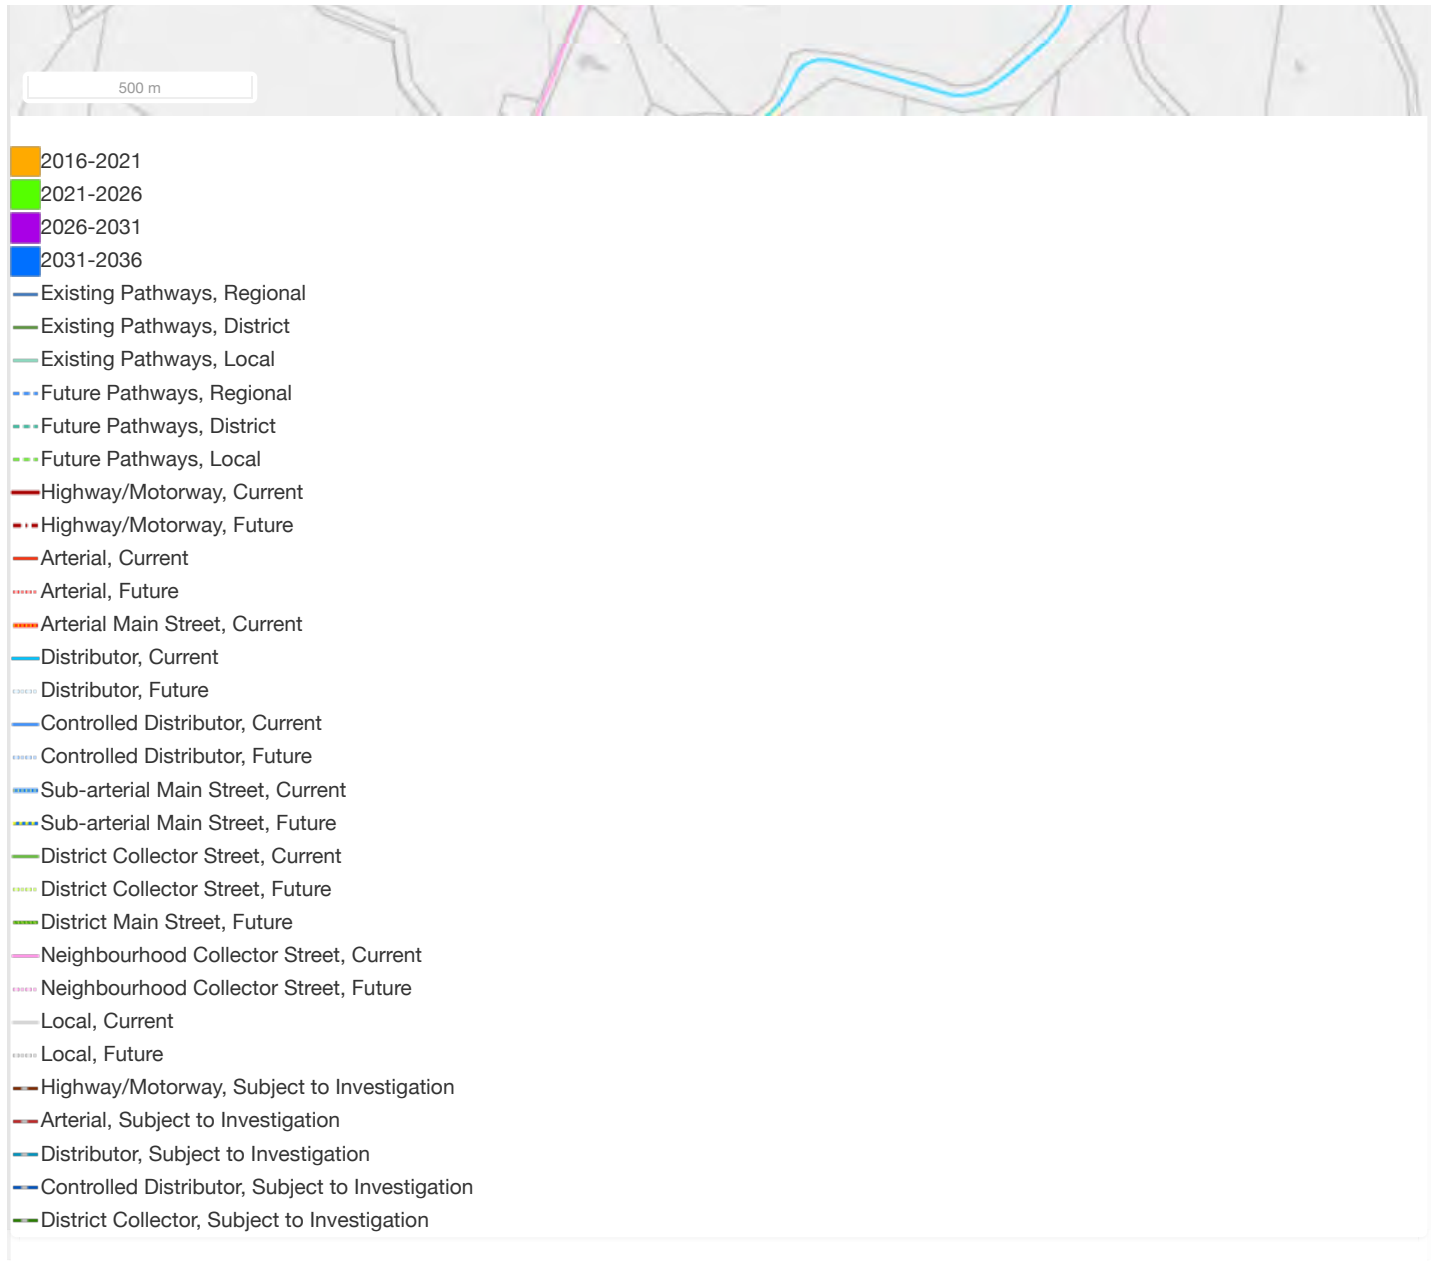 500 m
2016-2021
2021-2026
2026-2031
2031-2036
Existing Pathways, Regional
Existing Pathways, District
Existing Pathways, Local
Future Pathways, Regional
Future Pathways, District
Future Pathways, Local
Highway/Motorway, Current
Highway/Motorway, Future
Arterial, Current
Arterial, Future
Arterial Main Street, Current
Distributor, Current
Distributor, Future
Controlled Distributor, Current
Controlled Distributor, Future
Sub-arterial Main Street, Current
Sub-arterial Main Street, Future
District Collector Street, Current
District Collector Street, Future
District Main Street, Future
Neighbourhood Collector Street, Current
Neighbourhood Collector Street, Future
Local, Current
Local, Future
Highway/Motorway, Subject to Investigation
Arterial, Subject to Investigation
Distributor, Subject to Investigation
Controlled Distributor, Subject to Investigation
District Collector, Subject to Investigation